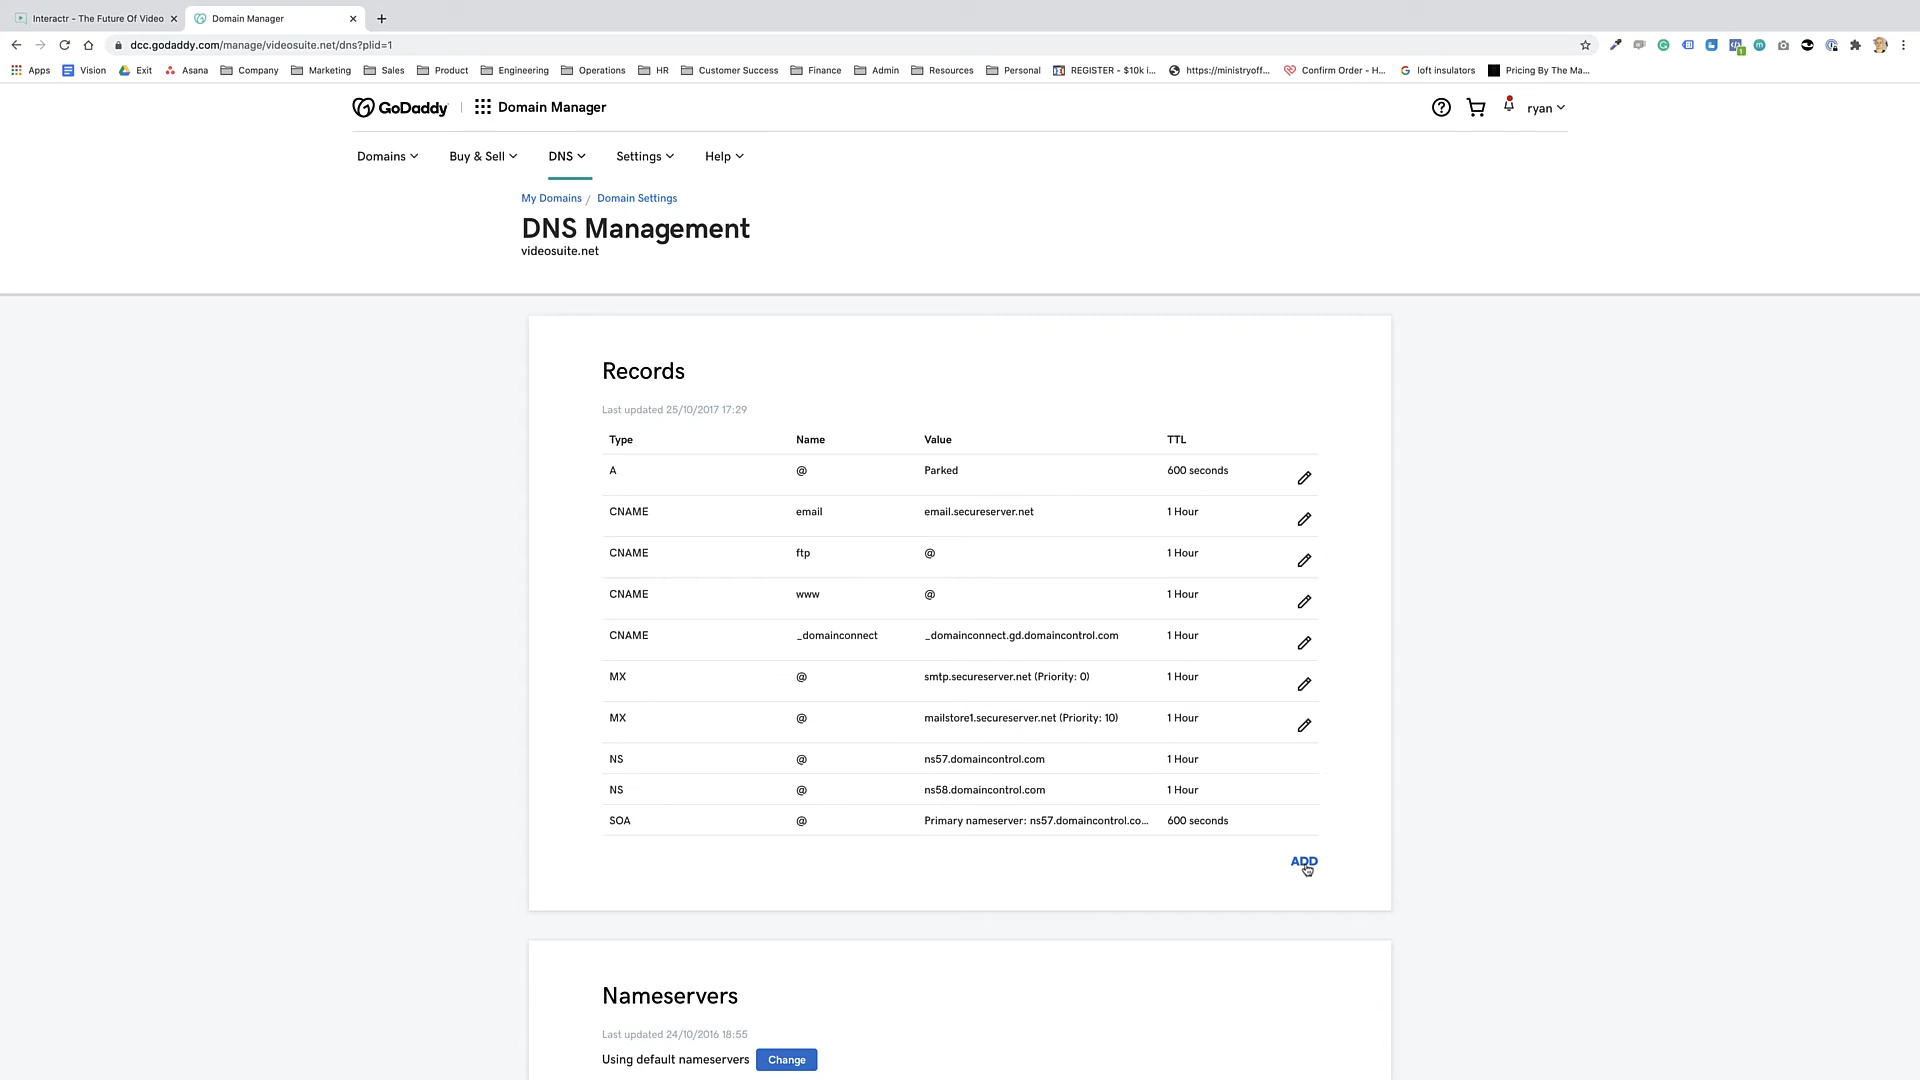 Interactr - The Future Of Video
Domain Manager
dcc.godaddy.com/manage/videosuite.net/dns?plid=1
Apps Vision Exit Asana Company Marketing Sales Product Engineering Operations HR Customer Success Finance Admin Resources Personal REGISTER - $10k i... https://ministryoff... Confirm Order - H... loft insulators Pricing By The Ma...
GoDaddy Domain Manager ryan
Domains Buy & Sell DNS Settings Help
My Domains / Domain Settings
DNS Management
videosuite.net
Records
Last updated 25/10/2017 17:29
Type Name Value TTL
A @ Parked 600 seconds
CNAME email email.secureserver.net 1 Hour
CNAME ftp @ 1 Hour
CNAME www @ 1 Hour
CNAME _domainconnect _domainconnect.gd.domaincontrol.com 1 Hour
MX @ smtp.secureserver.net (Priority: 0) 1 Hour
MX @ mailstore1.secureserver.net (Priority: 10) 1 Hour
NS @ ns57.domaincontrol.com 1 Hour
NS @ ns58.domaincontrol.com 1 Hour
SOA @ Primary nameserver: ns57.domaincontrol.co... 600 seconds
ADD
Nameservers
Last updated 24/10/2016 18:55
Using default nameservers Change